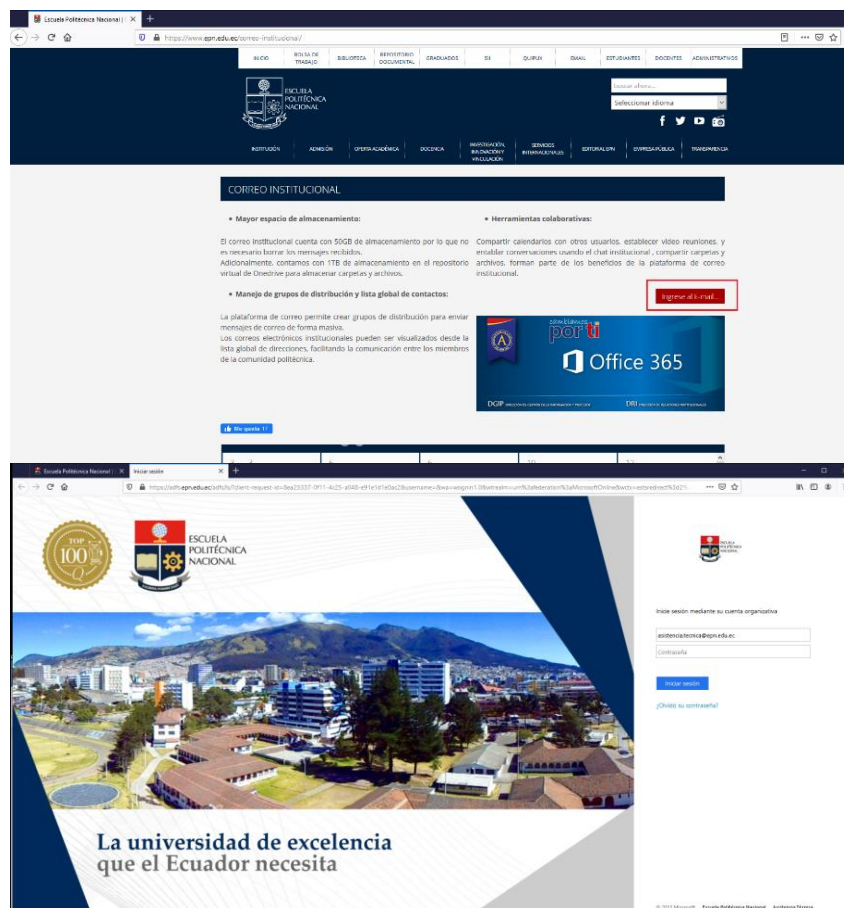 Escuela Politécnica Nacional |
https://www.epn.edu.ec/correo-institucional/
INICIO
BOLSA DE TRABAJO
BIBLIOTECA
REPOSITORIO DOCUMENTAL
GRADUADOS
SII
QUIPUX
EMAIL
ESTUDIANTES
DOCENTES
ADMINISTRATIVOS
ESCUELA
POLITÉCNICA
NACIONAL
buscar ahora...
Seleccionar idioma
INSTITUCIÓN
ADMISIÓN
OFERTA ACADÉMICA
DOCENCIA
INVESTIGACIÓN, INNOVACIÓN Y VINCULACIÓN
SERVICIOS INTERNACIONALES
EDITORIAL EPN
EMPRESA PÚBLICA
TRANSPARENCIA
CORREO INSTITUCIONAL
• Mayor espacio de almacenamiento:
El correo institucional cuenta con 50GB de almacenamiento por lo que no
es necesario borrar los mensajes recibidos.
Adicionalmente, contamos con 1TB de almacenamiento en el repositorio
virtual de Onedrive para almacenar carpetas y archivos.
• Manejo de grupos de distribución y lista global de contactos:
La plataforma de correo permite crear grupos de distribución para enviar
mensajes de correo de forma masiva.
Los correos electrónicos institucionales pueden ser visualizados desde la
lista global de direcciones, facilitando la comunicación entre los miembros
de la comunidad politécnica.
• Herramientas colaborativas:
Compartir calendarios con otros usuarios, establecer video reuniones, y
entablar conversaciones usando el chat institucional , compartir carpetas y
archivos, forman parte de los beneficios de la plataforma de correo
institucional.
Ingrese al E-mail...
cambiamos
por ti
Office 365
DGIP
DRI
Me gusta
Escuela Politécnica Nacional |
Iniciar sesión
TOP
100
ESCUELA
POLITÉCNICA
NACIONAL
La universidad de excelencia
que el Ecuador necesita
Inicie sesión mediante su cuenta organizativa
asistencia.tecnica@epn.edu.ec
Contraseña
Iniciar sesión
¿Olvidó su contraseña?
Escuela Politécnica Nacional
Asistencia Técnica